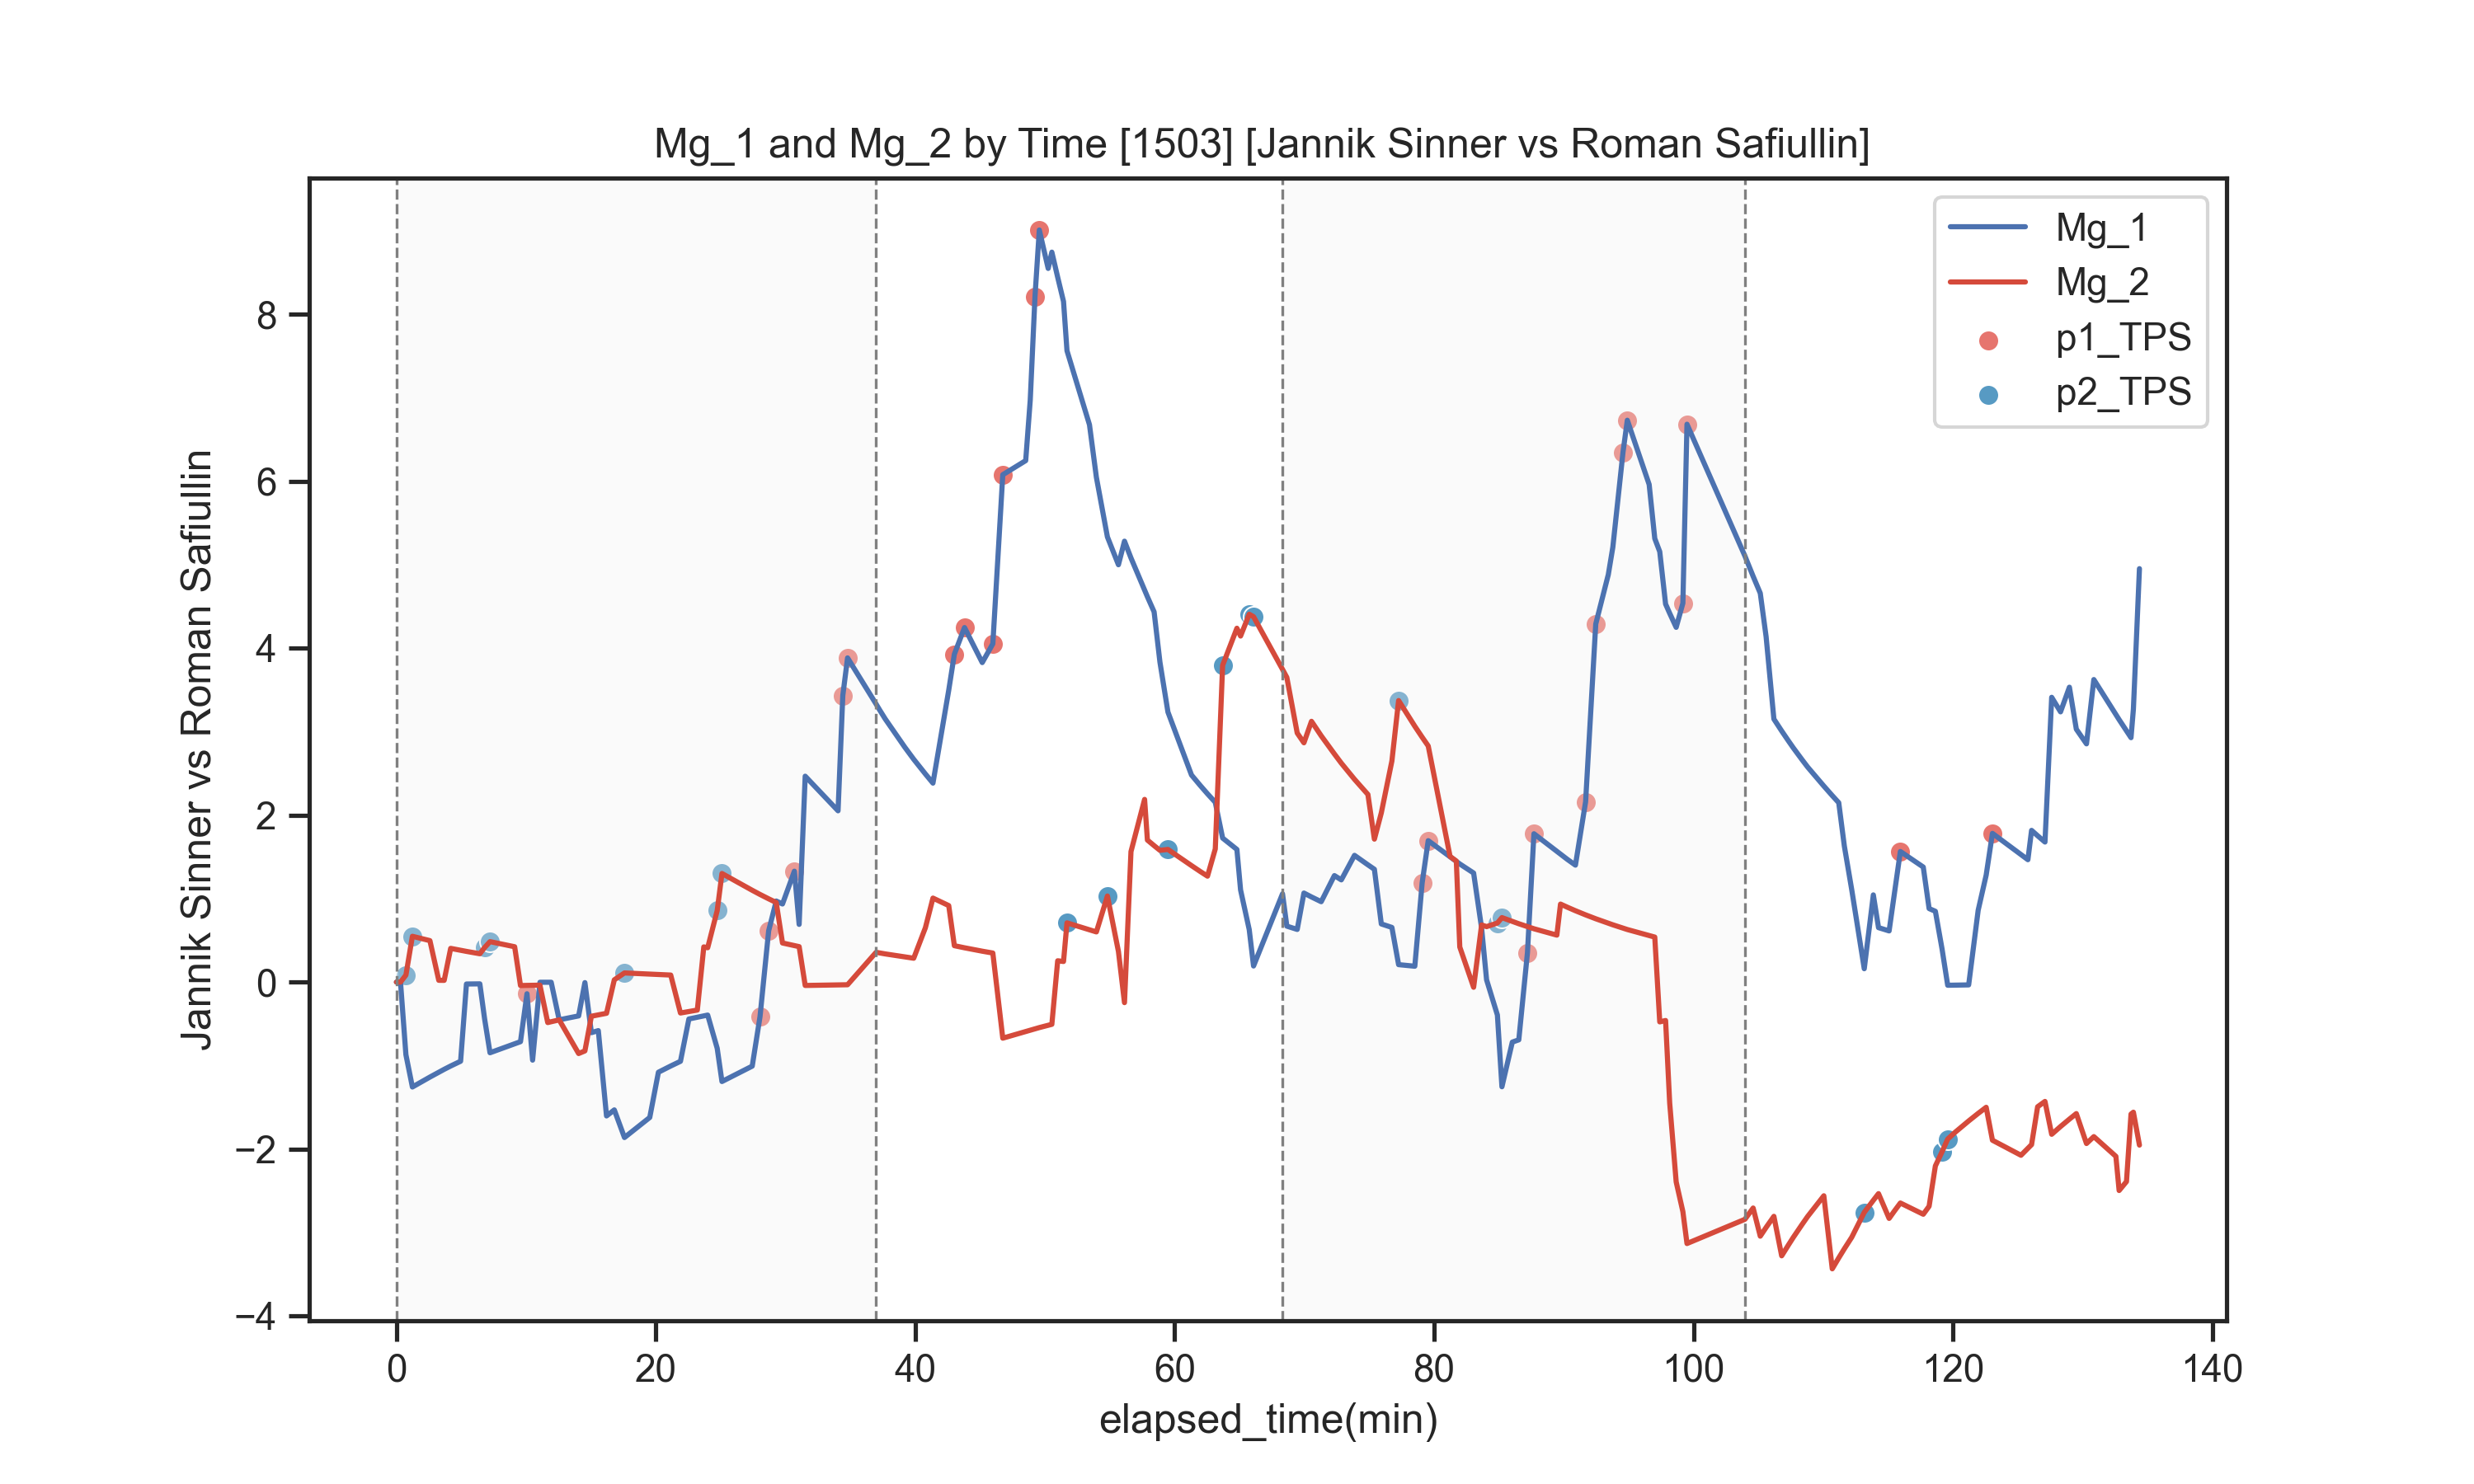 Mg_1 and Mg_2 by Time [1503] [Jannik Sinner vs Roman Safiullin]
Mg_1
Mg_2
p1_TPS
p2_TPS
Jannik Sinner vs Roman Safiullin
8
6
4
2
0
−2
−4
0 20 40 60 80 100 120 140
elapsed_time(min)